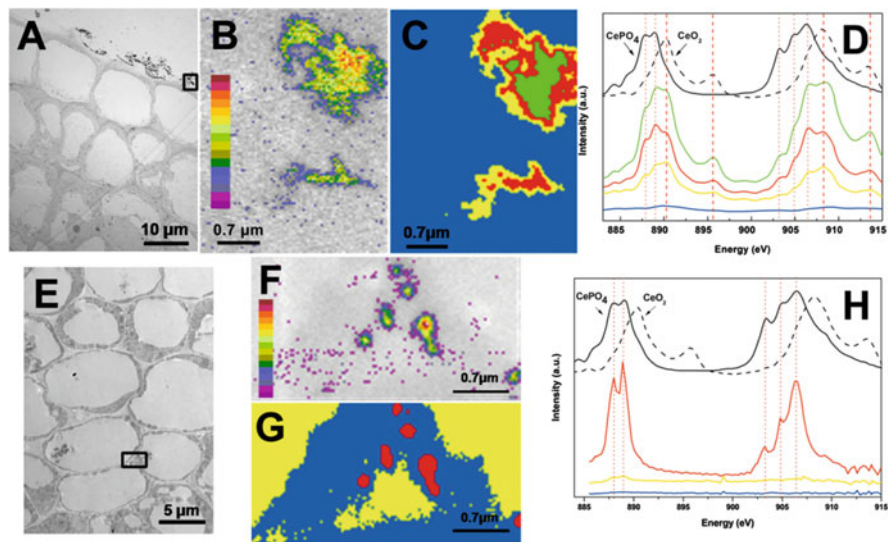 A
10 μm
B
0.7 μm
C
0.7μm
D
CePO4
CeO2
Intensity (a.u.)
885 890 895 900 905 910 915
Energy (eV)
E
5 μm
F
0.7μm
G
0.7μm
H
CePO4
CeO2
Intensity (a.u.)
885 890 895 900 905 910 915
Energy (eV)